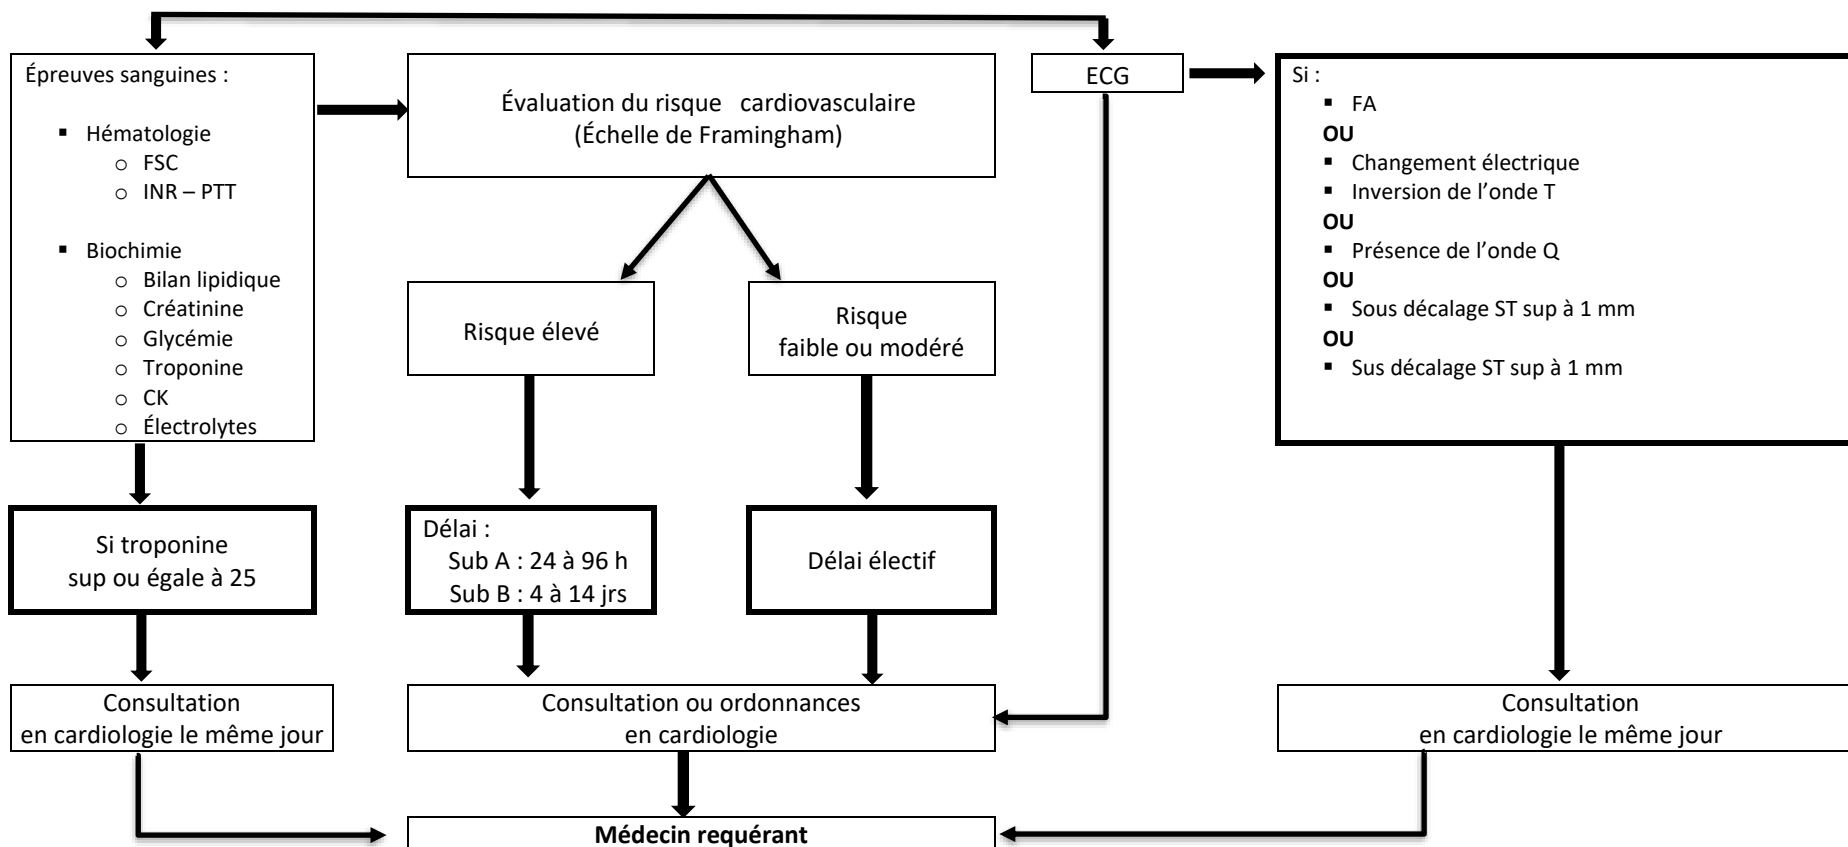 Épreuves sanguines :
▪ Hématologie
o FSC
o INR – PTT
▪ Biochimie
o Bilan lipidique
o Créatinine
o Glycémie
o Troponine
o CK
o Électrolytes
Évaluation du risque cardiovasculaire
(Échelle de Framingham)
ECG
Si :
▪ FA
OU
▪ Changement électrique
▪ Inversion de l’onde T
OU
▪ Présence de l’onde Q
OU
▪ Sous décalage ST sup à 1 mm
OU
▪ Sus décalage ST sup à 1 mm
Risque élevé
Risque
faible ou modéré
Si troponine
sup ou égale à 25
Délai :
Sub A : 24 à 96 h
Sub B : 4 à 14 jrs
Délai électif
Consultation
en cardiologie le même jour
Consultation ou ordonnances
en cardiologie
Consultation
en cardiologie le même jour
Médecin requérant